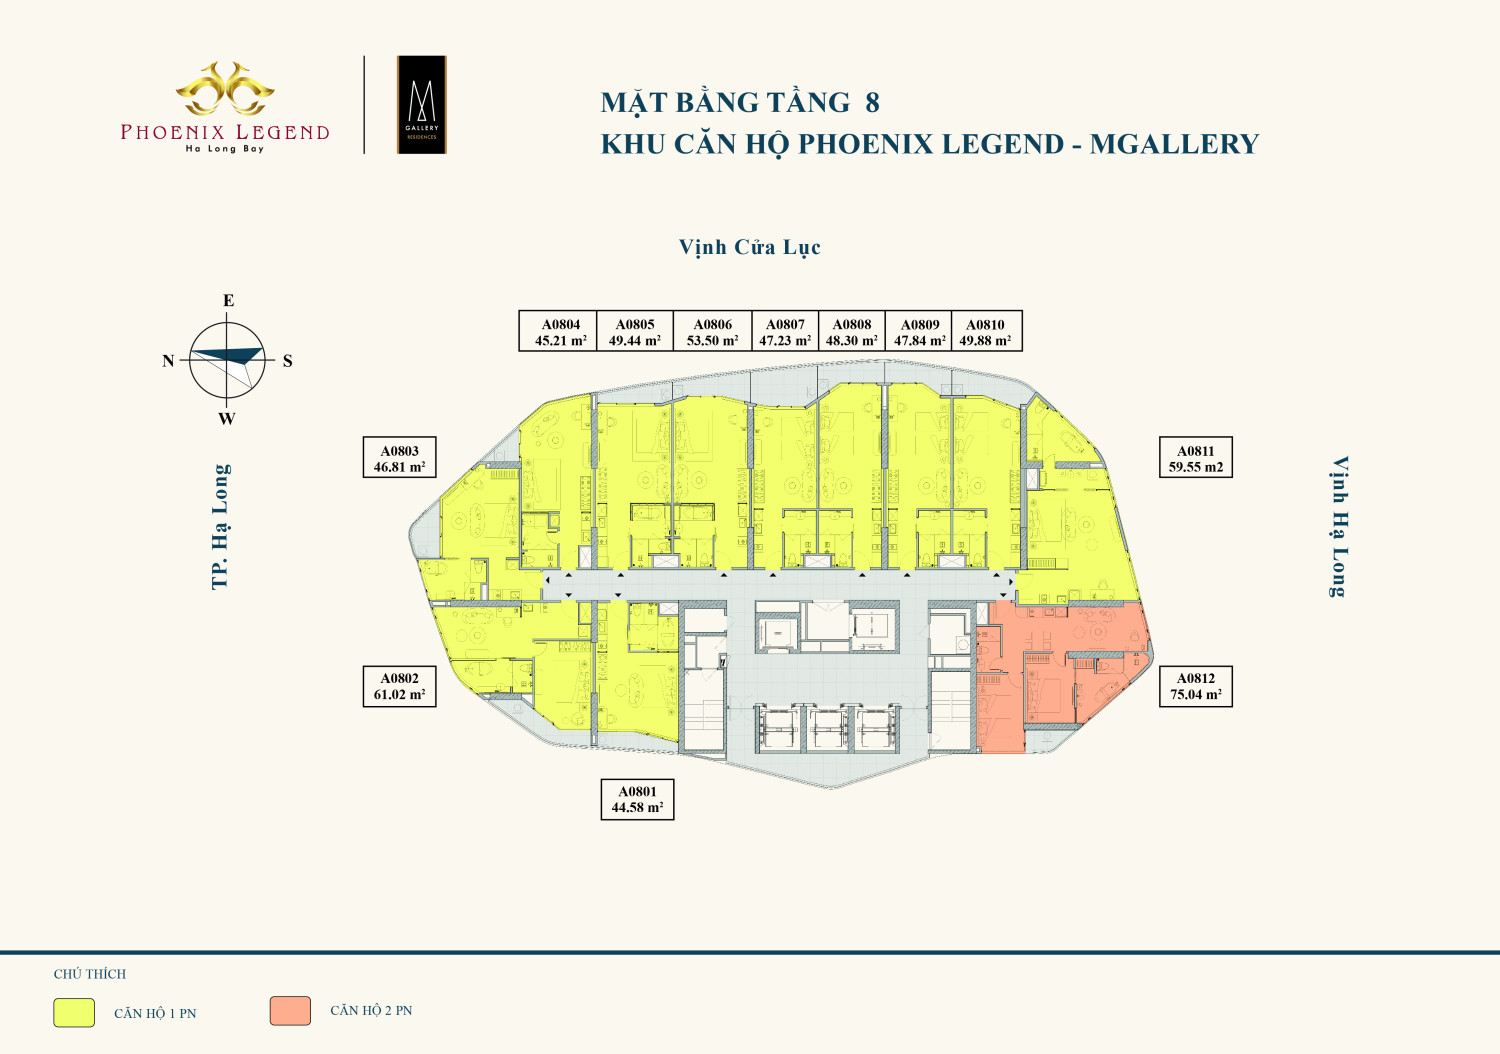 PHOENIX LEGEND
Ha Long Bay
M
GALLERY
RESIDENCES
MẶT BẰNG TẦNG 8
KHU CĂN HỘ PHOENIX LEGEND - MGALLERY
Vịnh Cửa Lục
E
N
S
W
A0804
45.21 m²
A0805
49.44 m²
A0806
53.50 m²
A0807
47.23 m²
A0808
48.30 m²
A0809
47.84 m²
A0810
49.88 m²
A0803
46.81 m²
A0811
59.55 m2
TP. Hạ Long
Vịnh Hạ Long
A0802
61.02 m²
A0812
75.04 m²
A0801
44.58 m²
CHÚ THÍCH
CĂN HỘ 1 PN
CĂN HỘ 2 PN